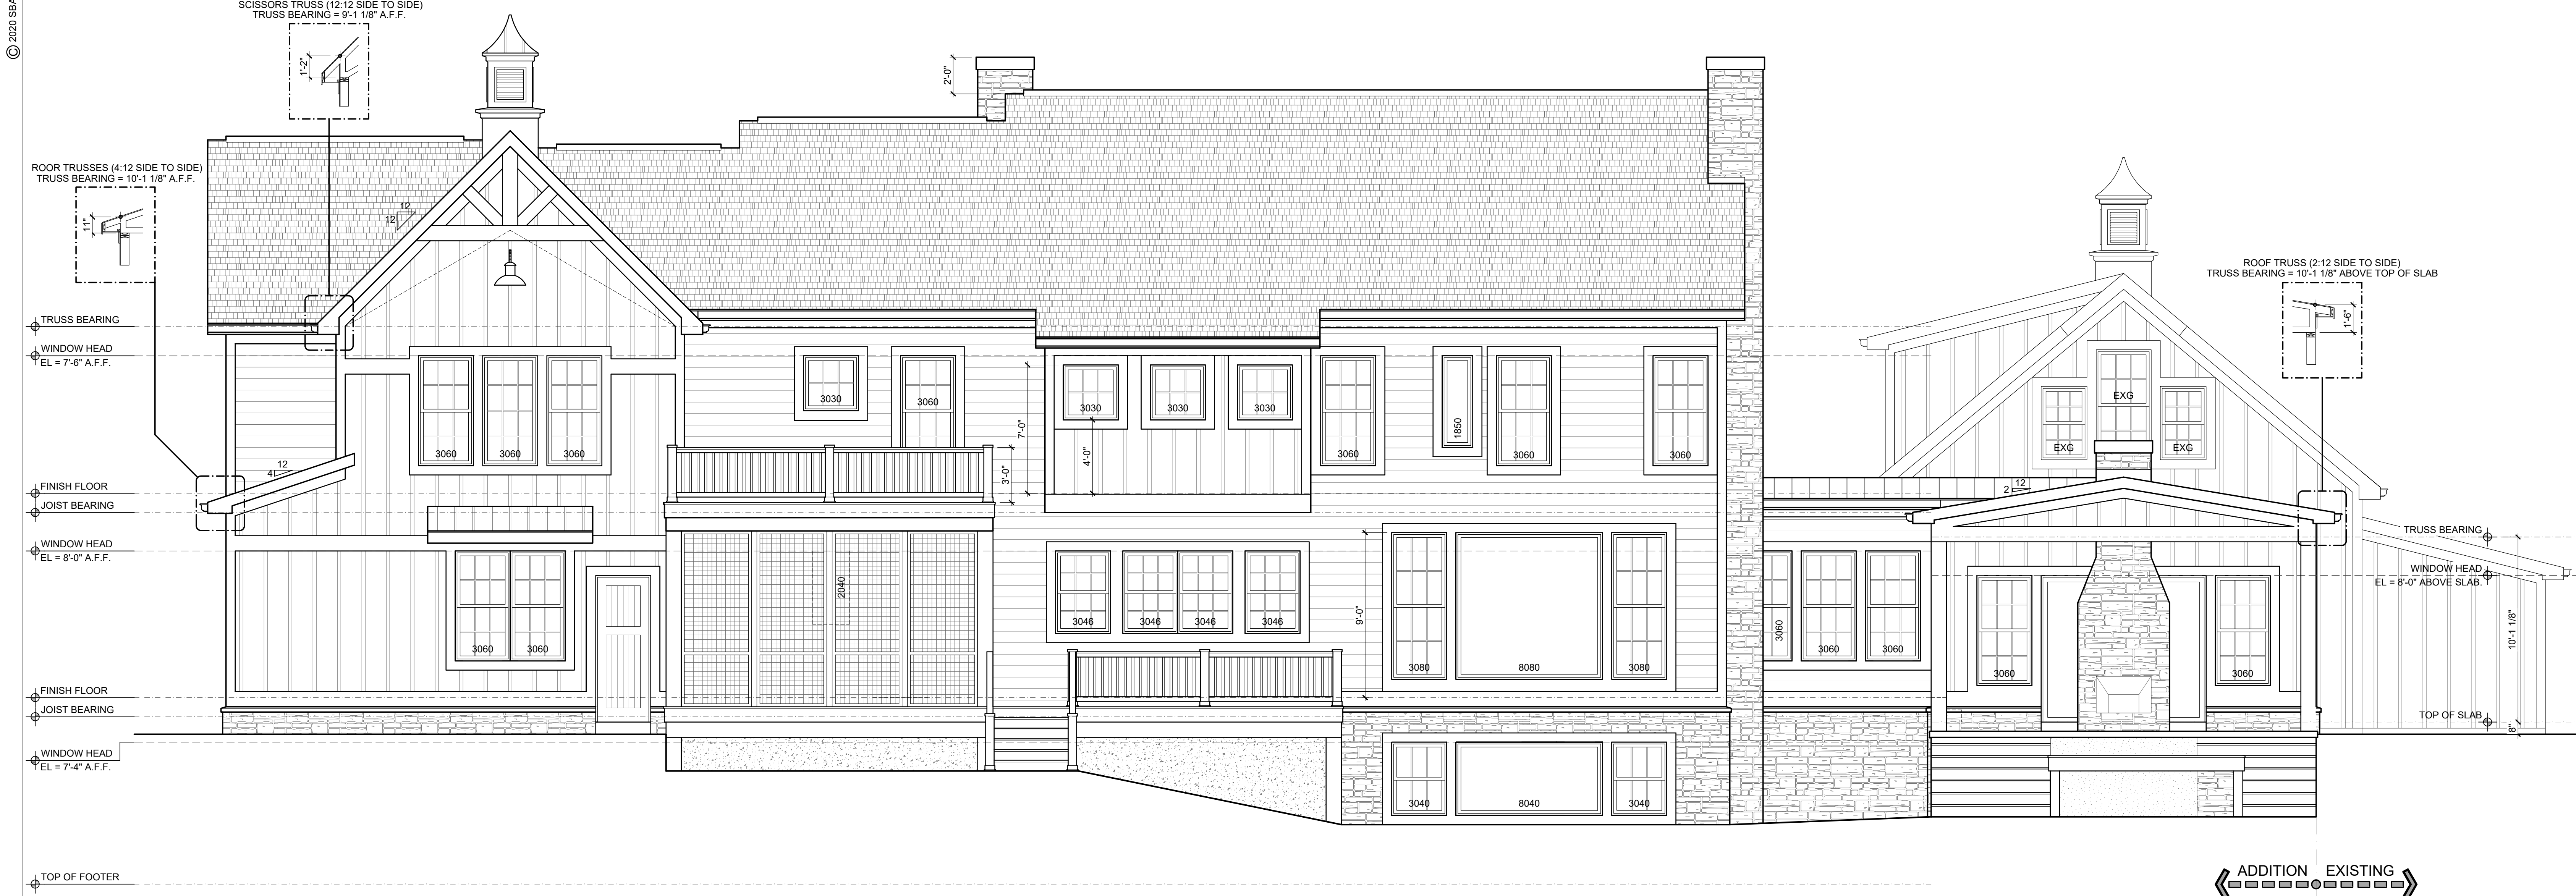 © 2020 SBA
SCISSORS TRUSS (12:12 SIDE TO SIDE)
TRUSS BEARING = 9'-1 1/8" A.F.F.
1'-2"
2'-0"
ROOR TRUSSES (4:12 SIDE TO SIDE)
TRUSS BEARING = 10'-1 1/8" A.F.F.
11"
12
12
ROOF TRUSS (2:12 SIDE TO SIDE)
TRUSS BEARING = 10'-1 1/8" ABOVE TOP OF SLAB
1'-6"
TRUSS BEARING
WINDOW HEAD
EL = 7'-6" A.F.F.
3030
3060
3030
3030
3030
7'-0"
4'-0"
1850
3060
3060
3060
3060
3060
3060
EXG
EXG
EXG
12
4
3'-0"
12
2
FINISH FLOOR
JOIST BEARING
WINDOW HEAD
EL = 8'-0" A.F.F.
TRUSS BEARING
WINDOW HEAD
EL = 8'-0" ABOVE SLAB.
2040
9'-0"
3046
3046
3046
3046
3060
3060
3060
3060
3060
3080
8080
3080
3060
3060
10'-1 1/8"
FINISH FLOOR
JOIST BEARING
TOP OF SLAB
8"
WINDOW HEAD
EL = 7'-4" A.F.F.
3040
8040
3040
TOP OF FOOTER
ADDITION
EXISTING